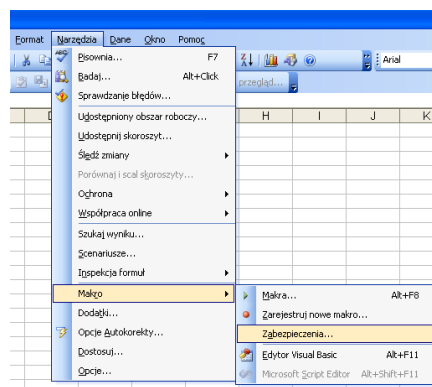 Format Narzędzia Dane Okno Pomoc
Arial
przegląd...
H I J K
Pisownia... F7
Badaj... Alt+Click
Sprawdzanie błędów...
Udostępniony obszar roboczy...
Udostępnij skoroszyt...
Śledź zmiany
Porównaj i scal skoroszyty...
Ochrona
Współpraca online
Szukaj wyniku...
Scenariusze...
Inspekcja formuł
Makro
Dodatki...
Opcje Autokorekty...
Dostosuj...
Opcje...
Makra... Alt+F8
Zarejestruj nowe makro...
Zabezpieczenia...
Edytor Visual Basic Alt+F11
Microsoft Script Editor Alt+Shift+F11